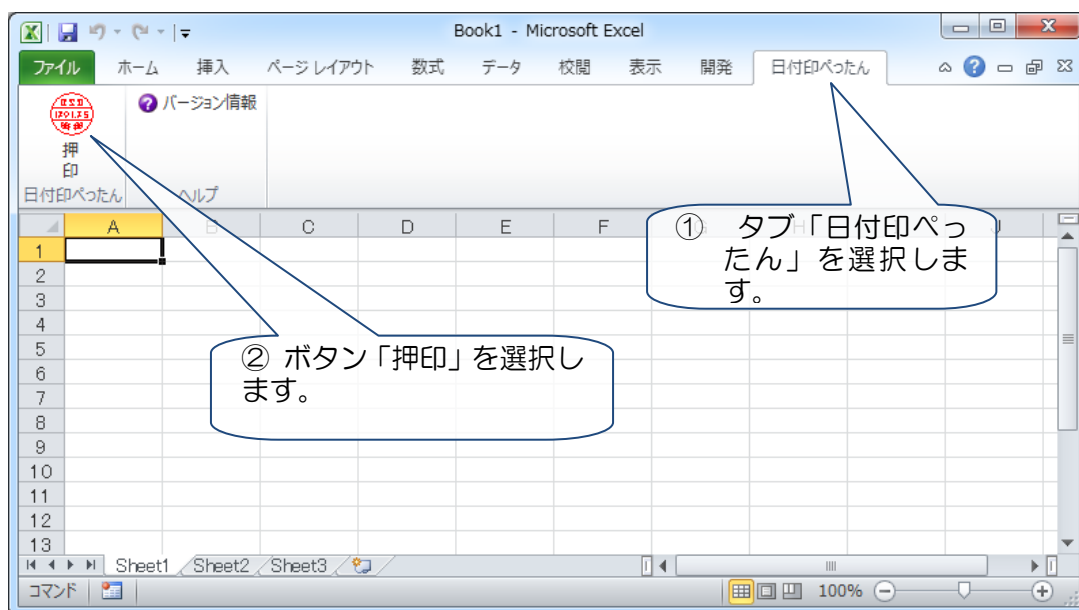 Book1 - Microsoft Excel
ファイル ホーム 挿入 ページ レイアウト 数式 データ 校閲 表示 開発 日付印ぺったん
バージョン情報
押
印
日付印ぺったん ヘルプ
A B C D E F G H J
1
2
3
4
5
6
7
8
9
10
11
12
13
① タブ「日付印ぺっ
たん」を選択しま
す。
② ボタン「押印」を選択し
ます。
Sheet1 Sheet2 Sheet3
コマンド 100%